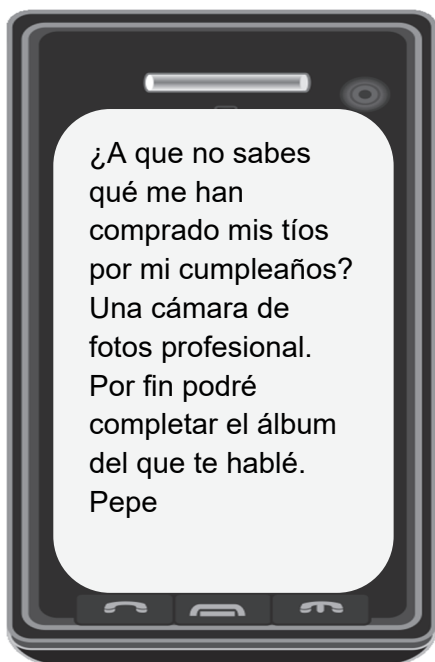 ¿A que no sabes
qué me han
comprado mis tíos
por mi cumpleaños?
Una cámara de
fotos profesional.
Por fin podré
completar el álbum
del que te hablé.
Pepe